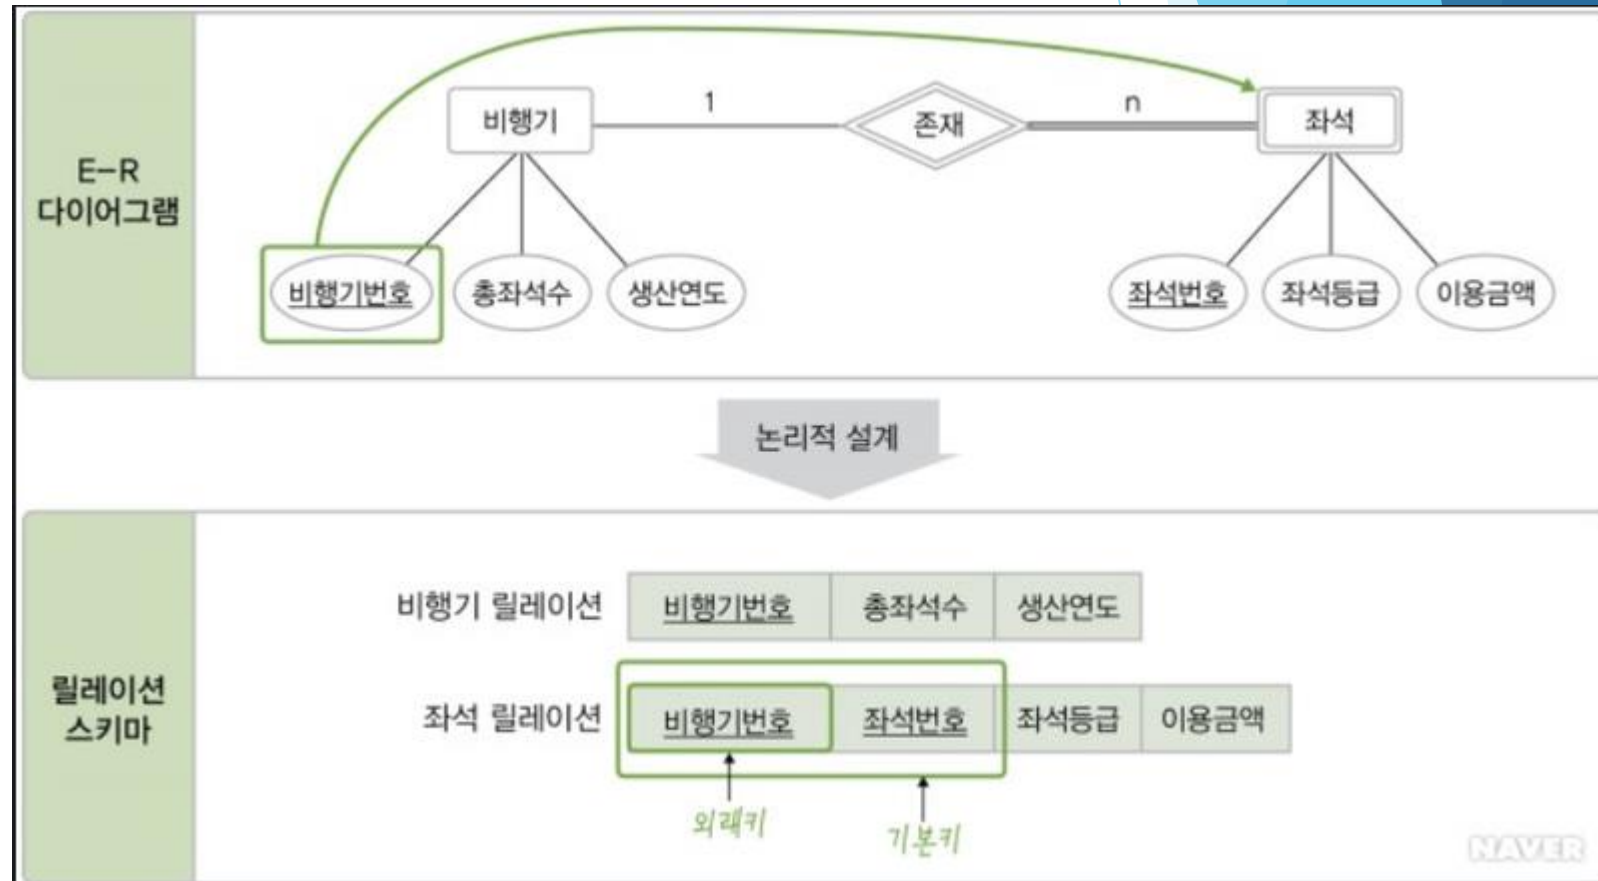 E-R
다이어그램
비행기
1
존재
n
좌석
비행기번호
총좌석수
생산연도
좌석번호
좌석등급
이용금액
논리적 설계
릴레이션
스키마
비행기 릴레이션
비행기번호
총좌석수
생산연도
좌석 릴레이션
비행기번호
좌석번호
좌석등급
이용금액
외래키
기본키
NAVER